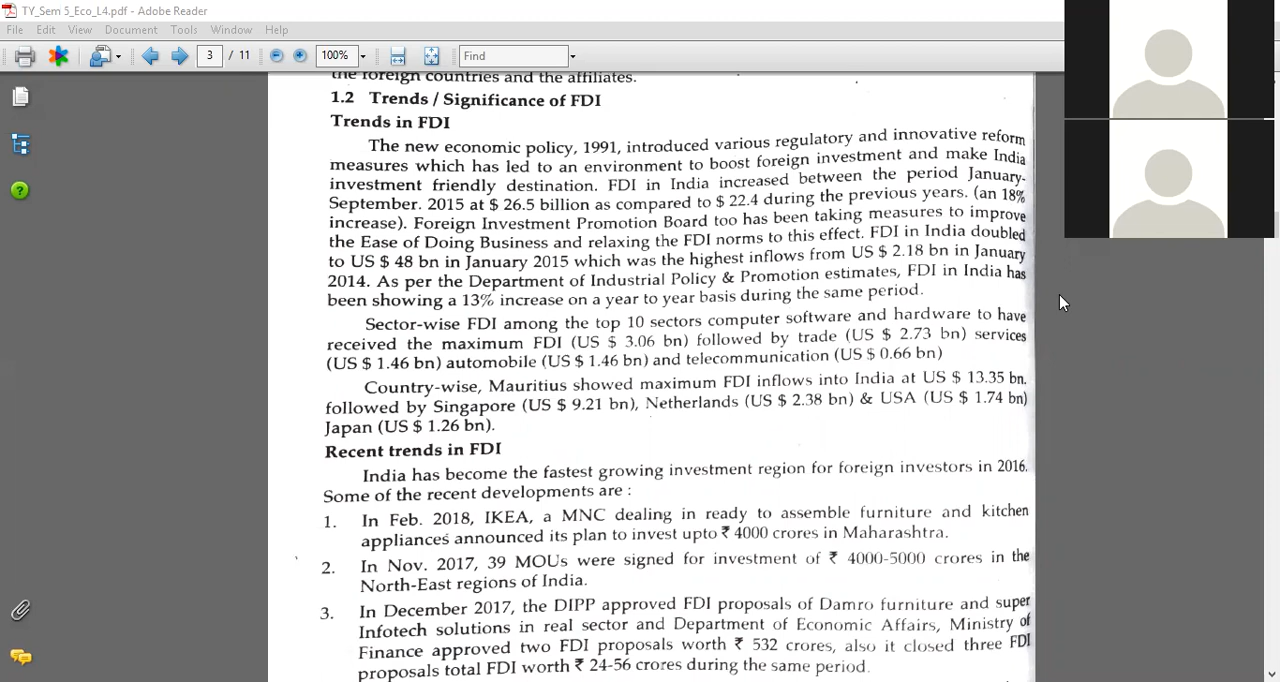 TY_Sem 5_Eco_L4.pdf - Adobe Reader
File Edit View Document Tools Window Help
3 / 11 100% Find
the foreign countries and the affiliates.
1.2 Trends / Significance of FDI
Trends in FDI
The new economic policy, 1991, introduced various regulatory and innovative reform
measures which has led to an environment to boost foreign investment and make India
investment friendly destination. FDI in India increased between the period January-
September. 2015 at $ 26.5 billion as compared to $ 22.4 during the previous years. (an 18%
increase). Foreign Investment Promotion Board too has been taking measures to improve
the Ease of Doing Business and relaxing the FDI norms to this effect. FDI in India doubled
to US $ 48 bn in January 2015 which was the highest inflows from US $ 2.18 bn in January
2014. As per the Department of Industrial Policy & Promotion estimates, FDI in India has
been showing a 13% increase on a year to year basis during the same period.
Sector-wise FDI among the top 10 sectors computer software and hardware to have
received the maximum FDI (US $ 3.06 bn) followed by trade (US $ 2.73 bn) services
(US $ 1.46 bn) automobile (US $ 1.46 bn) and telecommunication (US $ 0.66 bn)
Country-wise, Mauritius showed maximum FDI inflows into India at US $ 13.35 bn.
followed by Singapore (US $ 9.21 bn), Netherlands (US $ 2.38 bn) & USA (US $ 1.74 bn)
Japan (US $ 1.26 bn).
Recent trends in FDI
India has become the fastest growing investment region for foreign investors in 2016.
Some of the recent developments are :
1. In Feb. 2018, IKEA, a MNC dealing in ready to assemble furniture and kitchen
appliances announced its plan to invest upto ₹ 4000 crores in Maharashtra.
2. In Nov. 2017, 39 MOUs were signed for investment of ₹ 4000-5000 crores in the
North-East regions of India.
3. In December 2017, the DIPP approved FDI proposals of Damro furniture and super
Infotech solutions in real sector and Department of Economic Affairs, Ministry of
Finance approved two FDI proposals worth ₹ 532 crores, also it closed three FDI
proposals total FDI worth ₹ 24-56 crores during the same period.